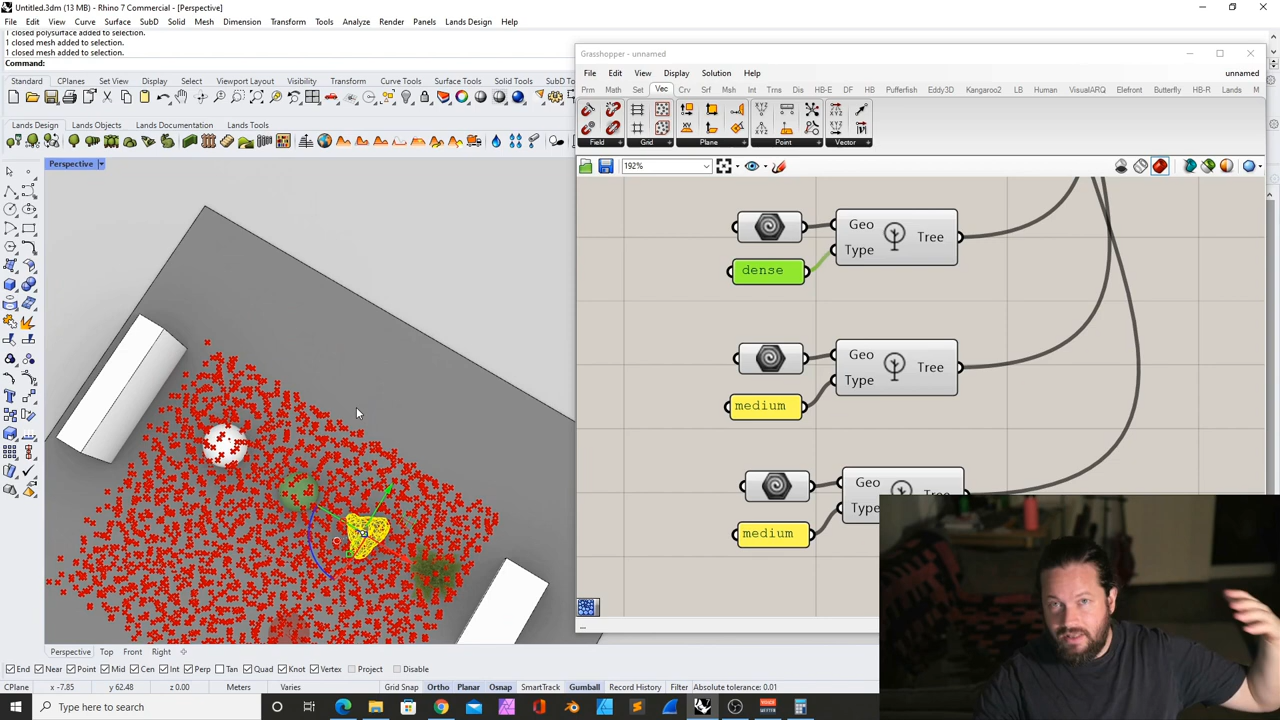 Untitled.3dm (13 MB) - Rhino 7 Commercial - [Perspective]
File Edit View Curve Surface SubD Solid Mesh Dimension Transform Tools Analyze Render Panels Lands Design Help
1 closed polysurface added to selection.
1 closed mesh added to selection.
1 closed mesh added to selection.
Command:
Standard CPlanes Set View Display Select Viewport Layout Visibility Transform Curve Tools Surface Tools Solid Tools SubD To
Lands Design Lands Objects Lands Documentation Lands Tools
Perspective
Grasshopper - unnamed
File Edit View Display Solution Help unnamed
Prm Math Set Vec Crv Srf Msh Int Trns Dis HB-E DF HB Pufferfish Eddy3D Kangaroo2 LB Human VisualARQ Elefront Butterfly HB-R Lands M
Field Grid Plane Point Vector
192%
Geo
Type
Tree
dense
Geo
Type
Tree
medium
Geo
Type
Tree
medium
Perspective Top Front Right
End Near Point Mid Cen Int Perp Tan Quad Knot Vertex Project Disable
CPlane x -7.85 y 62.48 z 0.00 Meters Varies Grid Snap Ortho Planar Osnap SmartTrack Gumball Record History Filter Absolute tolerance: 0.01
Type here to search